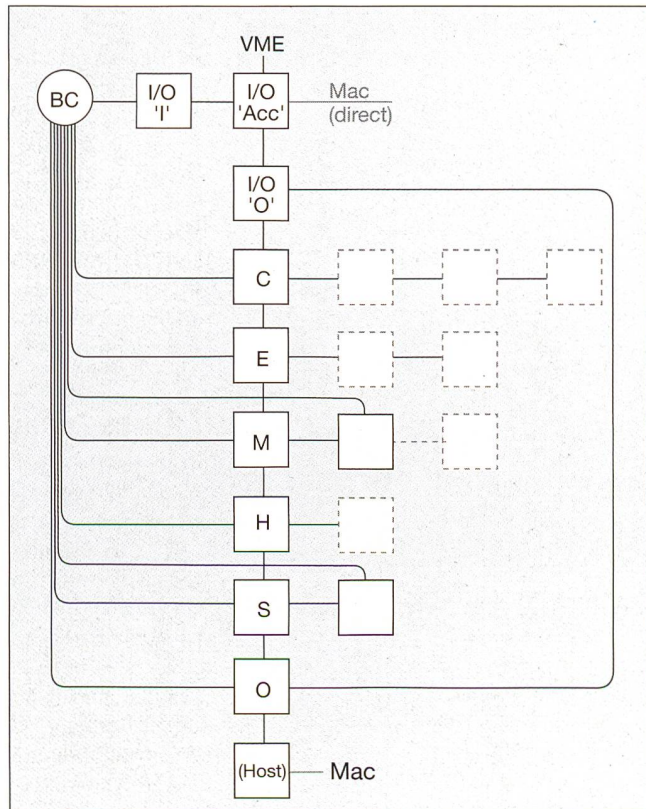 VME
BC
I/O
'I'
I/O
'Acc'
Mac
(direct)
I/O
'O'
C
E
M
H
S
O
(Host)
Mac